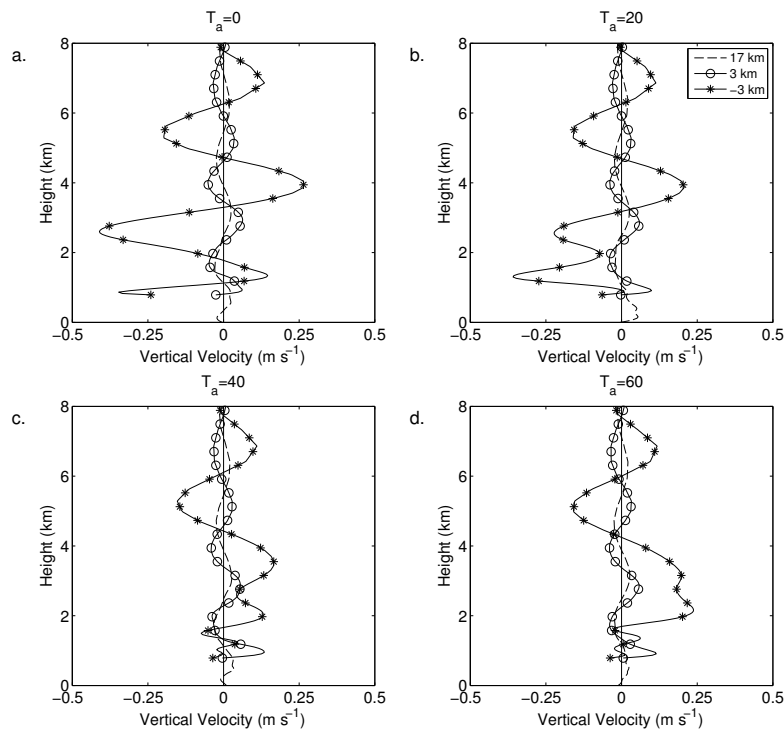 T_a=0
a.
8
6
4
2
0
Height (km)
−0.5 −0.25 0 0.25 0.5
Vertical Velocity (m s⁻¹)
T_a=20
b.
17 km
3 km
−3 km
8
6
4
2
0
Height (km)
−0.5 −0.25 0 0.25 0.5
Vertical Velocity (m s⁻¹)
T_a=40
c.
8
6
4
2
0
Height (km)
−0.5 −0.25 0 0.25 0.5
Vertical Velocity (m s⁻¹)
T_a=60
d.
8
6
4
2
0
Height (km)
−0.5 −0.25 0 0.25 0.5
Vertical Velocity (m s⁻¹)